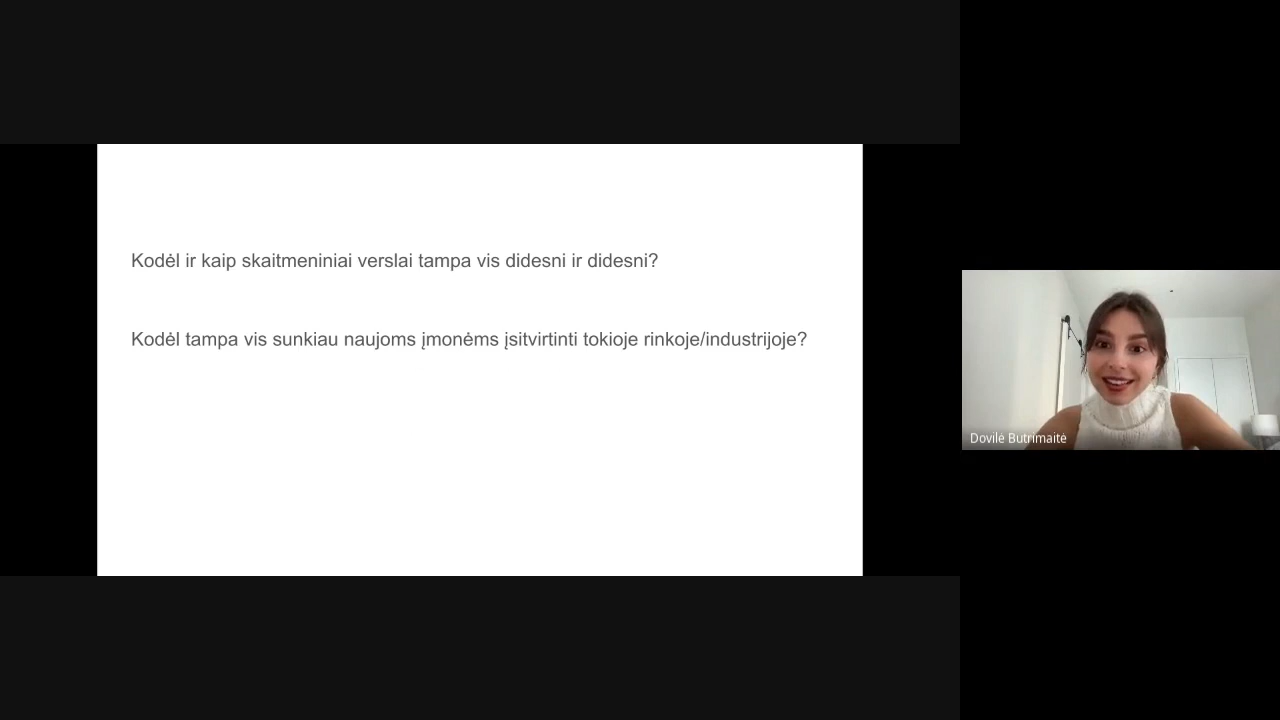 Kodėl ir kaip skaitmeniniai verslai tampa vis didesni ir didesni?
Kodėl tampa vis sunkiau naujoms įmonėms įsitvirtinti tokioje rinkoje/industrijoje?
Dovilė Butrimaitė